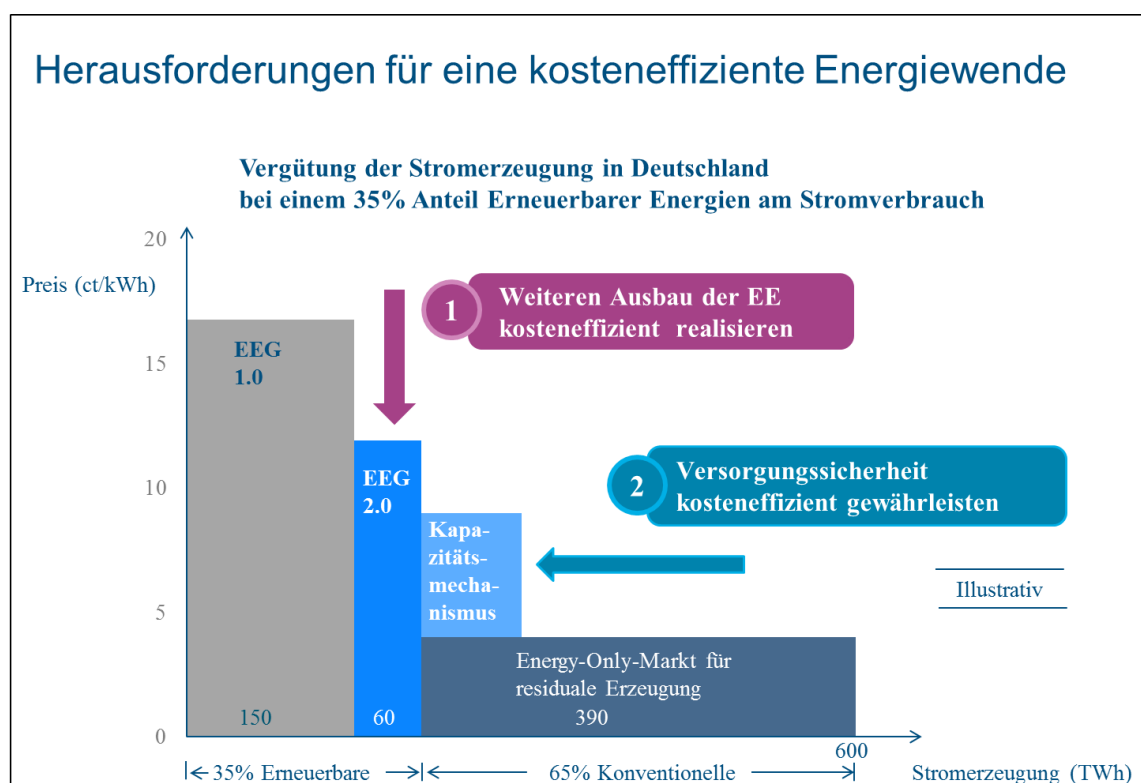 Herausforderungen für eine kosteneffiziente Energiewende
Vergütung der Stromerzeugung in Deutschland
bei einem 35% Anteil Erneuerbarer Energien am Stromverbrauch
20
Preis (ct/kWh)
15
10
5
0
1
Weiteren Ausbau der EE
kosteneffizient realisieren
EEG
1.0
2
Versorgungssicherheit
kosteneffizient gewährleisten
EEG
2.0
Kapa-
zitäts-
mecha-
nismus
Illustrativ
Energy-Only-Markt für
residuale Erzeugung
150
60
390
600
35% Erneuerbare
65% Konventionelle
Stromerzeugung (TWh)